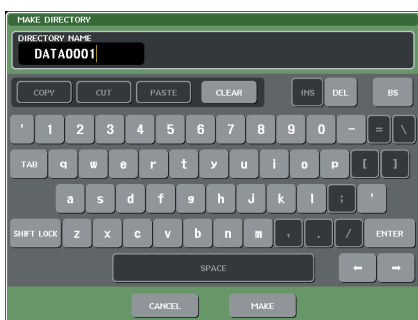 MAKE DIRECTORY
DIRECTORY NAME
DATA0001
COPY CUT PASTE CLEAR INS DEL BS
' 1 2 3 4 5 6 7 8 9 0 - = \
TAB q w e r t y u i o p [ ]
a s d f g h j k l ; '
SHIFT LOCK z x c v b n m , . / ENTER
SPACE ← →
CANCEL MAKE